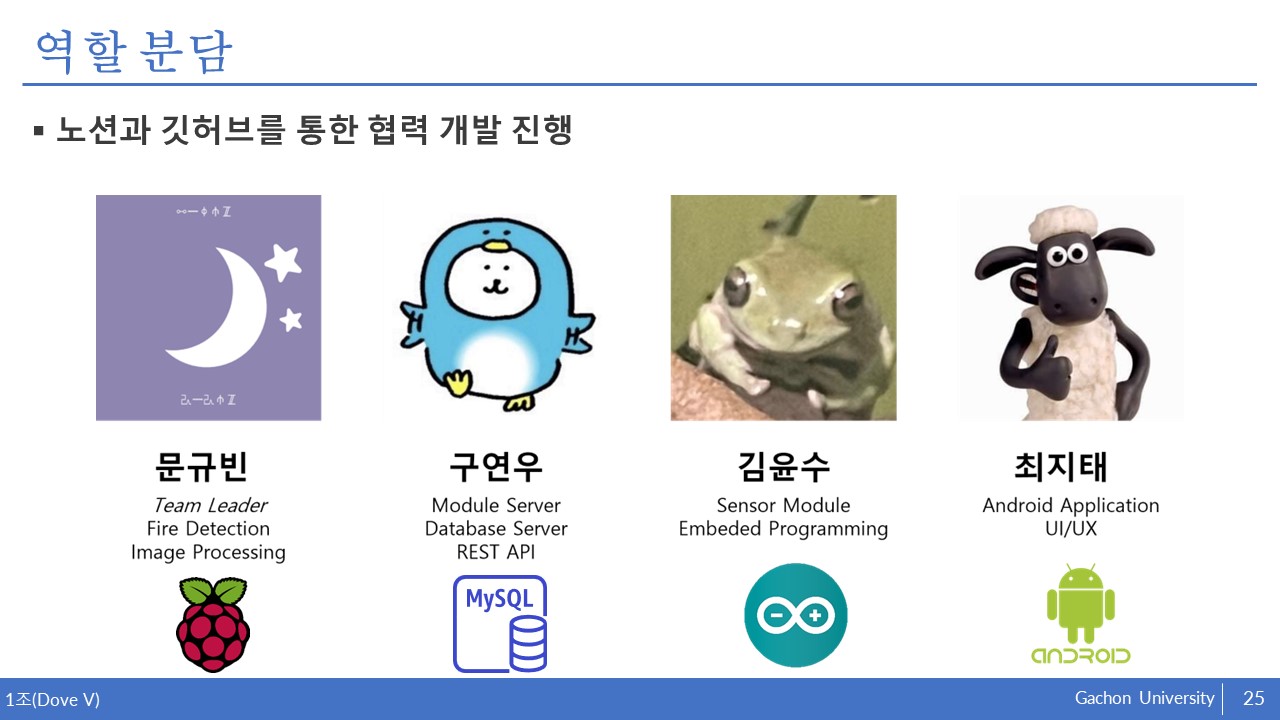 역할 분담
▪ 노션과 깃허브를 통한 협력 개발 진행
문규빈
Team Leader
Fire Detection
Image Processing
구연우
Module Server
Database Server
REST API
MySQL
김윤수
Sensor Module
Embeded Programming
최지태
Android Application
UI/UX
ANDROID
1조(Dove V)
Gachon University
25